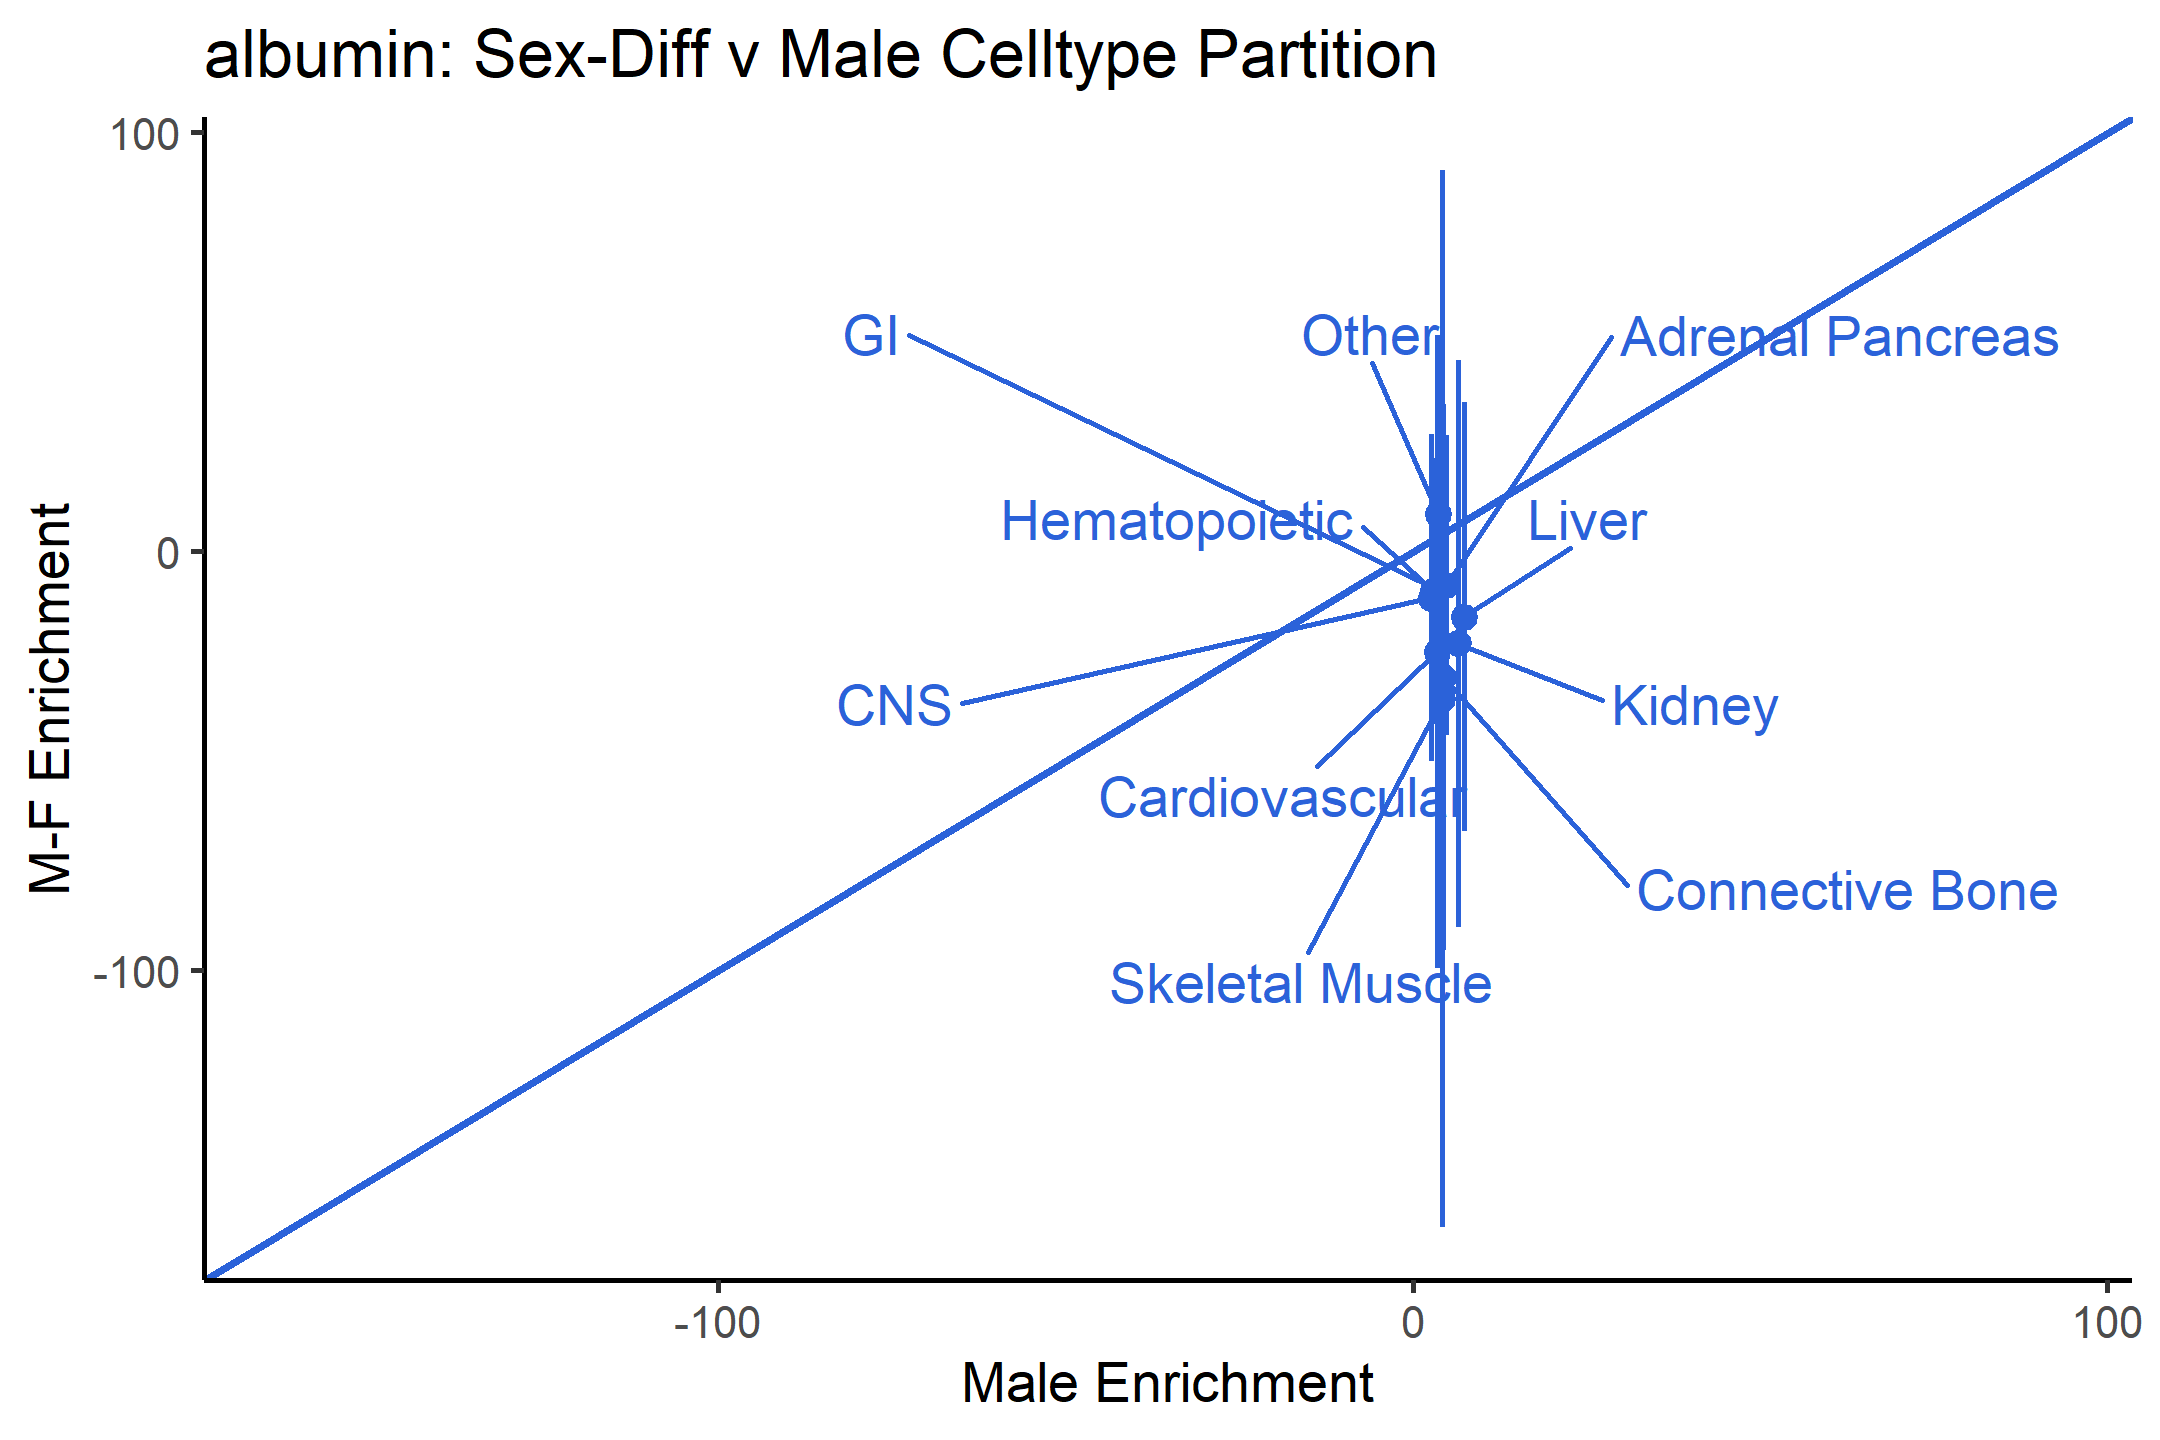 albumin: Sex-Diff v Male Celltype Partition
100
0
-100
M-F Enrichment
GI
Other
Adrenal Pancreas
Hematopoietic
Liver
CNS
Kidney
Cardiovascular
Connective Bone
Skeletal Muscle
-100
0
100
Male Enrichment